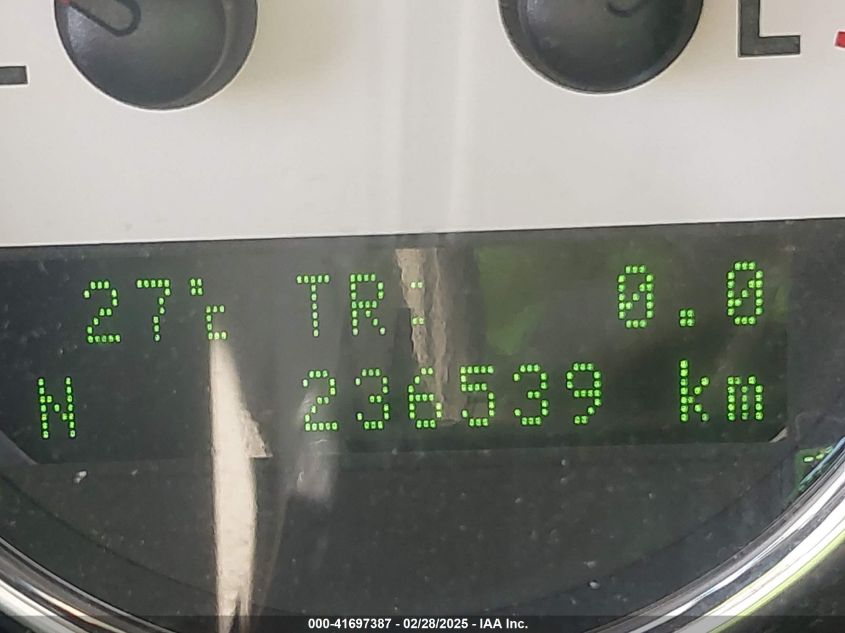 L
27°C TR: 0.0
N 236539 km
000-41697387 - 02/28/2025 - IAA Inc.